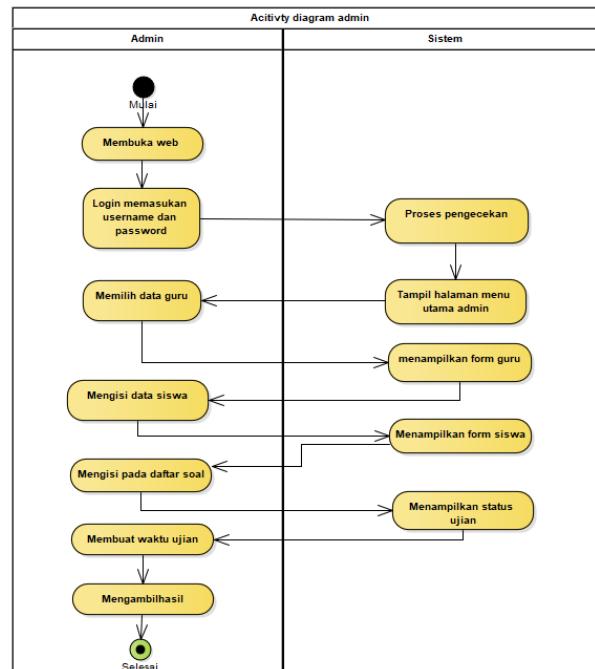 Acitivty diagram admin
Admin
Sistem
Mulai
Membuka web
Login memasukan
username dan
password
Proses pengecekan
Tampil halaman menu
utama admin
Memilih data guru
menampilkan form guru
Mengisi data siswa
Menampilkan form siswa
Mengisi pada daftar soal
Menampilkan status
ujian
Membuat waktu ujian
Mengambilhasil
Selesai